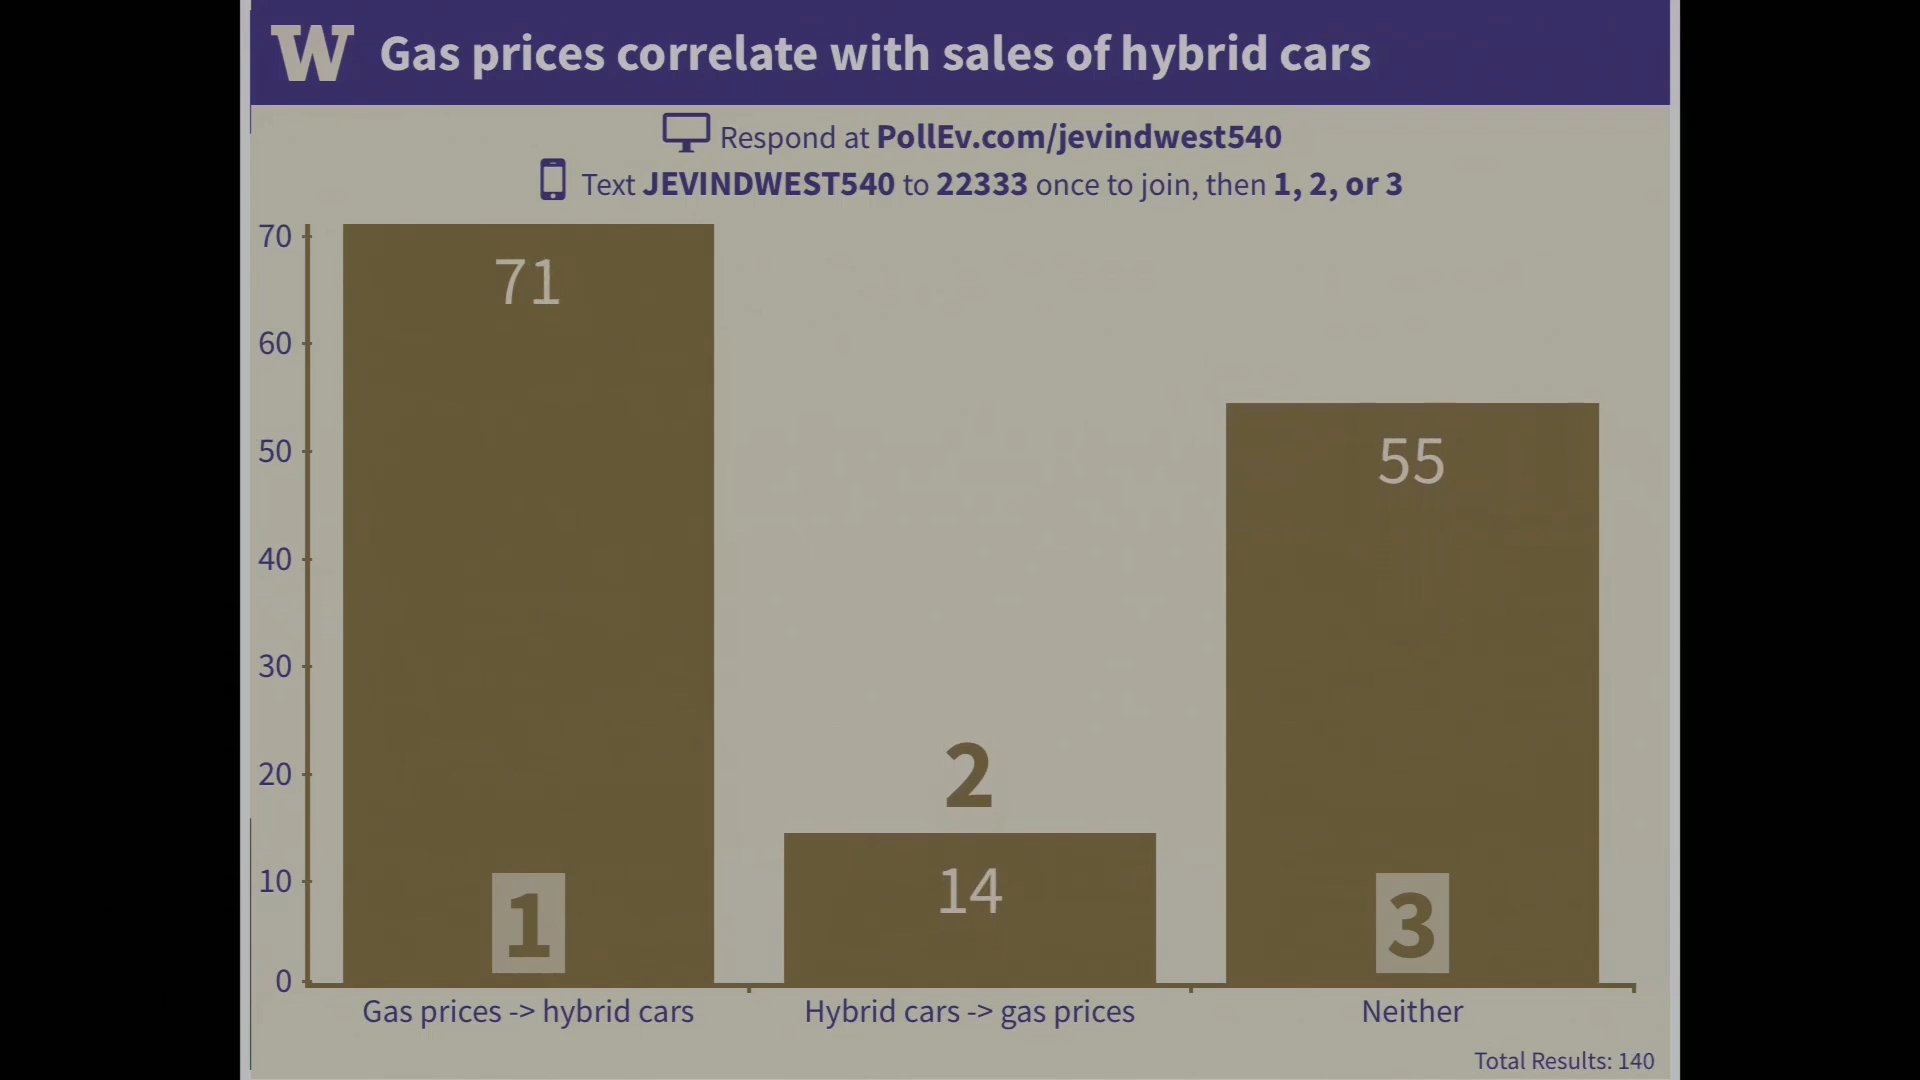 W Gas prices correlate with sales of hybrid cars
Respond at PollEv.com/jevindwest540
Text JEVINDWEST540 to 22333 once to join, then 1, 2, or 3
70
60
50
40
30
20
10
0
71
1
2
14
55
3
Gas prices -> hybrid cars
Hybrid cars -> gas prices
Neither
Total Results: 140